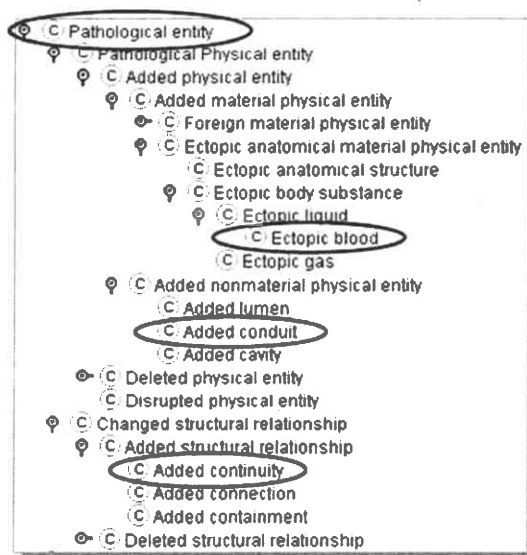 C Pathological entity
C Pathological Physical entity
C Added physical entity
C Added material physical entity
C Foreign material physical entity
C Ectopic anatomical material physical entity
C Ectopic anatomical structure
C Ectopic body substance
C Ectopic liquid
C Ectopic blood
C Ectopic gas
C Added nonmaterial physical entity
C Added lumen
C Added conduit
C Added cavity
C Deleted physical entity
C Disrupted physical entity
C Changed structural relationship
C Added structural relationship
C Added continuity
C Added connection
C Added containment
C Deleted structural relationship